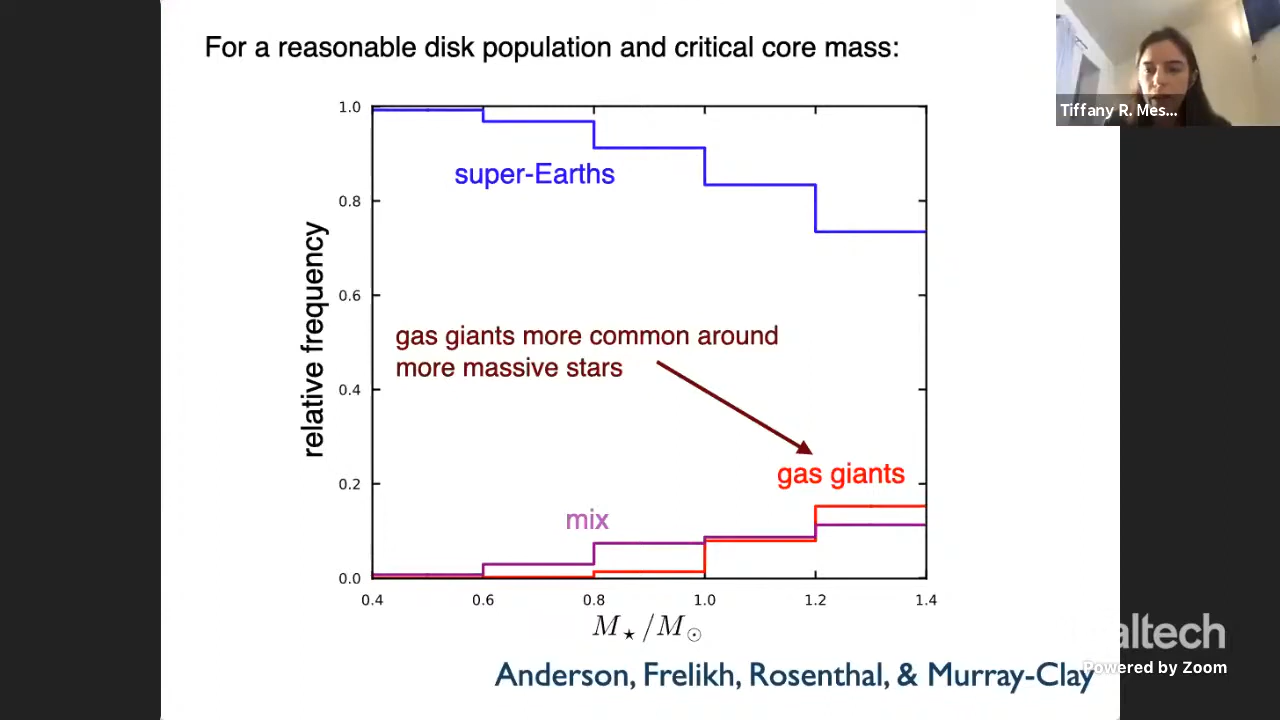 For a reasonable disk population and critical core mass:
Tiffany R. Mes...
1.0
super-Earths
0.8
relative frequency
0.6
gas giants more common around
more massive stars
0.4
gas giants
0.2
mix
0.0
0.4 0.6 0.8 1.0 1.2 1.4
M⋆/M⊙
altech
Powered by Zoom
Anderson, Frelikh, Rosenthal, & Murray-Clay